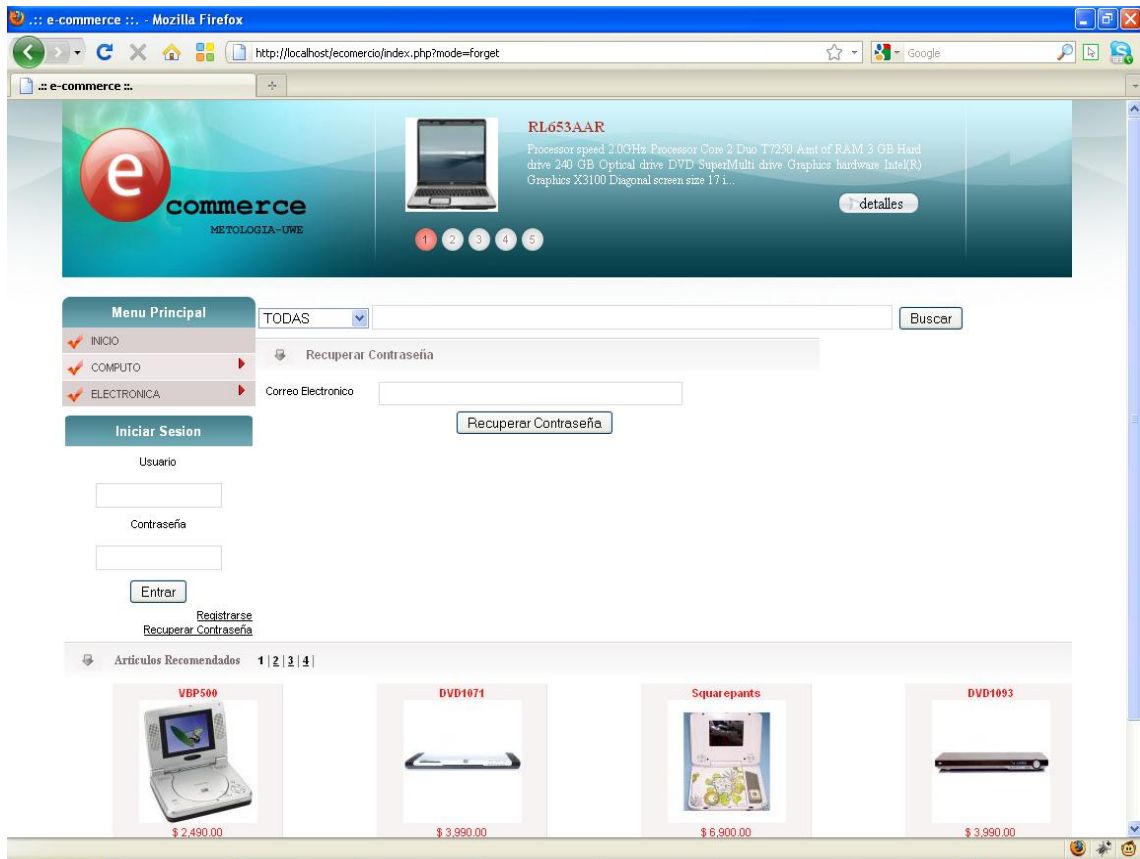 .:: e-commerce ::. - Mozilla Firefox
http://localhost/ecomercio/index.php?mode=forget
Google
.:: e-commerce ::.
e
commerce
METOLOGIA-UWE
RL653AAR
Processor speed 2.0GHz Processor Core 2 Duo T7250 Amt of RAM 3 GB Hard
drive 240 GB Optical drive DVD SuperMulti drive Graphics hardware Intel(R)
Graphics X3100 Diagonal screen size 17 i...
detalles
1 2 3 4 5
Menu Principal
INICIO
COMPUTO
ELECTRONICA
TODAS
Buscar
Recuperar Contraseña
Correo Electronico
Recuperar Contraseña
Iniciar Sesion
Usuario
Contraseña
Entrar
Registrarse
Recuperar Contraseña
Articulos Recomendados 1 | 2 | 3 | 4 |
VBP500 DVD1071 Squarepants DVD1093
$ 2,490.00 $ 3,990.00 $ 6,900.00 $ 3,990.00